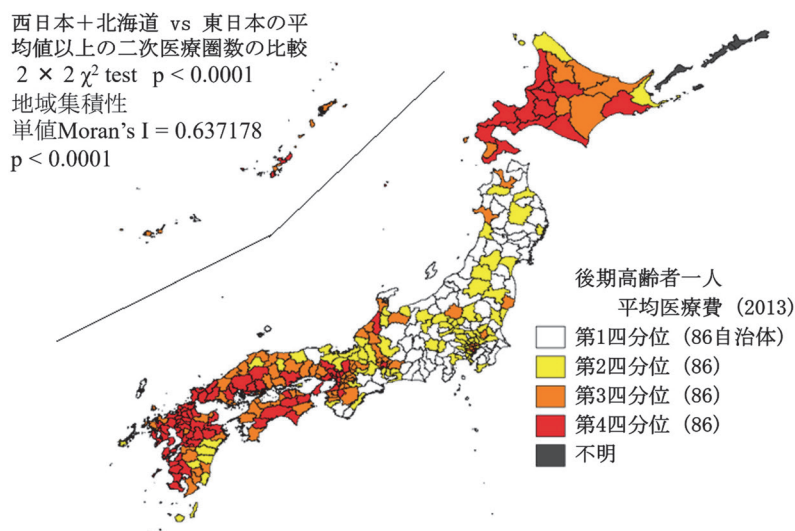 西日本＋北海道 vs 東日本の平
均値以上の二次医療圏数の比較
2 × 2 χ² test p < 0.0001
地域集積性
単値Moran's I = 0.637178
p < 0.0001
後期高齢者一人
平均医療費 (2013)
第1四分位 (86自治体)
第2四分位 (86)
第3四分位 (86)
第4四分位 (86)
不明